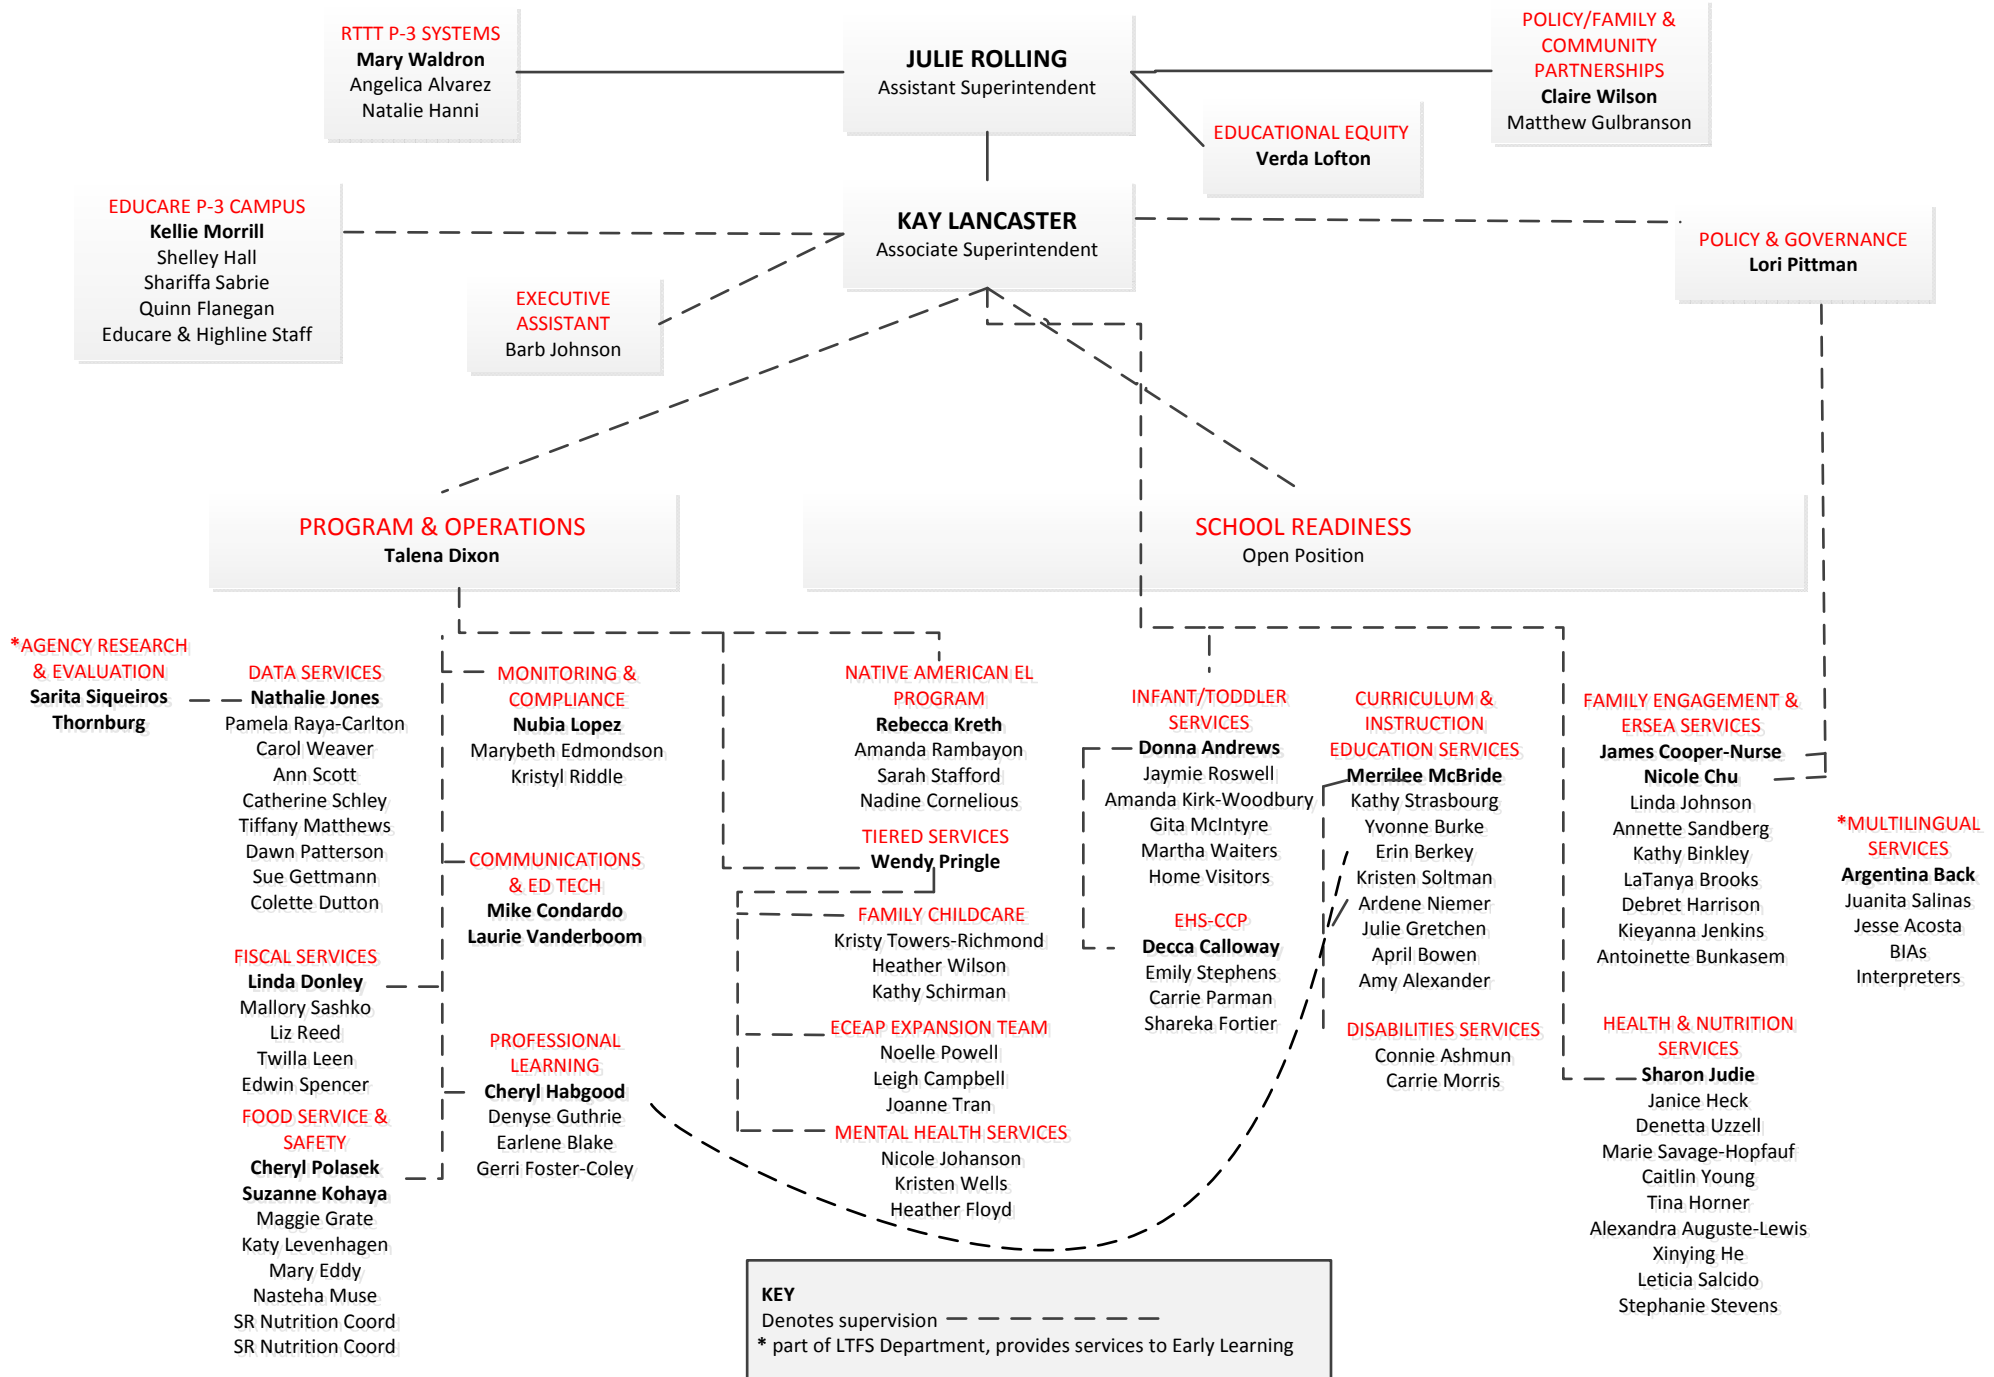 RTTT P-3 SYSTEMS
Mary Waldron
Angelica Alvarez
Natalie Hanni
JULIE ROLLING
Assistant Superintendent
POLICY/FAMILY &
COMMUNITY
PARTNERSHIPS
Claire Wilson
Matthew Gulbranson
EDUCATIONAL EQUITY
Verda Lofton
EDUCARE P-3 CAMPUS
Kellie Morrill
Shelley Hall
Shariffa Sabrie
Quinn Flanegan
Educare & Highline Staff
KAY LANCASTER
Associate Superintendent
POLICY & GOVERNANCE
Lori Pittman
EXECUTIVE
ASSISTANT
Barb Johnson
PROGRAM & OPERATIONS
Talena Dixon
SCHOOL READINESS
Open Position
*AGENCY RESEARCH
& EVALUATION
Sarita Siqueiros
Thornburg
DATA SERVICES
Nathalie Jones
Pamela Raya-Carlton
Carol Weaver
Ann Scott
Catherine Schley
Tiffany Matthews
Dawn Patterson
Sue Gettmann
Colette Dutton
FISCAL SERVICES
Linda Donley
Mallory Sashko
Liz Reed
Twilla Leen
Edwin Spencer
FOOD SERVICE &
SAFETY
Cheryl Polasek
Suzanne Kohaya
Maggie Grate
Katy Levenhagen
Mary Eddy
Nasteha Muse
SR Nutrition Coord
SR Nutrition Coord
MONITORING &
COMPLIANCE
Nubia Lopez
Marybeth Edmondson
Kristyl Riddle
COMMUNICATIONS
& ED TECH
Mike Condardo
Laurie Vanderboom
PROFESSIONAL
LEARNING
Cheryl Habgood
Denyse Guthrie
Earlene Blake
Gerri Foster-Coley
NATIVE AMERICAN EL
PROGRAM
Rebecca Kreth
Amanda Rambayon
Sarah Stafford
Nadine Cornelious
TIERED SERVICES
Wendy Pringle
FAMILY CHILDCARE
Kristy Towers-Richmond
Heather Wilson
Kathy Schirman
ECEAP EXPANSION TEAM
Noelle Powell
Leigh Campbell
Joanne Tran
MENTAL HEALTH SERVICES
Nicole Johanson
Kristen Wells
Heather Floyd
INFANT/TODDLER
SERVICES
Donna Andrews
Jaymie Roswell
Amanda Kirk-Woodbury
Gita McIntyre
Martha Waiters
Home Visitors
EHS-CCP
Decca Calloway
Emily Stephens
Carrie Parman
Shareka Fortier
CURRICULUM &
INSTRUCTION
EDUCATION SERVICES
Merrilee McBride
Kathy Strasbourg
Yvonne Burke
Erin Berkey
Kristen Soltman
Ardene Niemer
Julie Gretchen
April Bowen
Amy Alexander
DISABILITIES SERVICES
Connie Ashmun
Carrie Morris
FAMILY ENGAGEMENT &
ERSEA SERVICES
James Cooper-Nurse
Nicole Chu
Linda Johnson
Annette Sandberg
Kathy Binkley
LaTanya Brooks
Debret Harrison
Kieyanna Jenkins
Antoinette Bunkasem
HEALTH & NUTRITION
SERVICES
Sharon Judie
Janice Heck
Denetta Uzzell
Marie Savage-Hopfauf
Caitlin Young
Tina Horner
Alexandra Auguste-Lewis
Xinying He
Leticia Salcido
Stephanie Stevens
*MULTILINGUAL
SERVICES
Argentina Back
Juanita Salinas
Jesse Acosta
BIAs
Interpreters
KEY
Denotes supervision
* part of LTFS Department, provides services to Early Learning